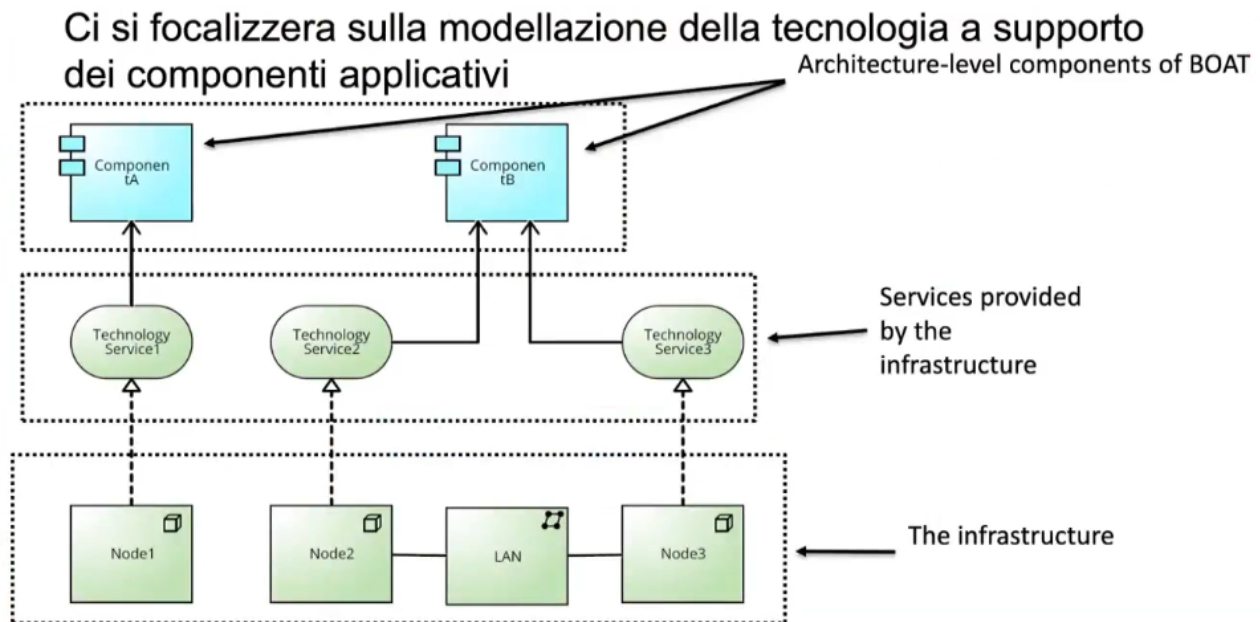 Ci si focalizzera sulla modellazione della tecnologia a supporto
dei componenti applicativi
Architecture-level components of BOAT
Componen
tA
Componen
tB
Technology
Service1
Technology
Service2
Technology
Service3
Services provided
by the
infrastructure
Node1
Node2
LAN
Node3
The infrastructure